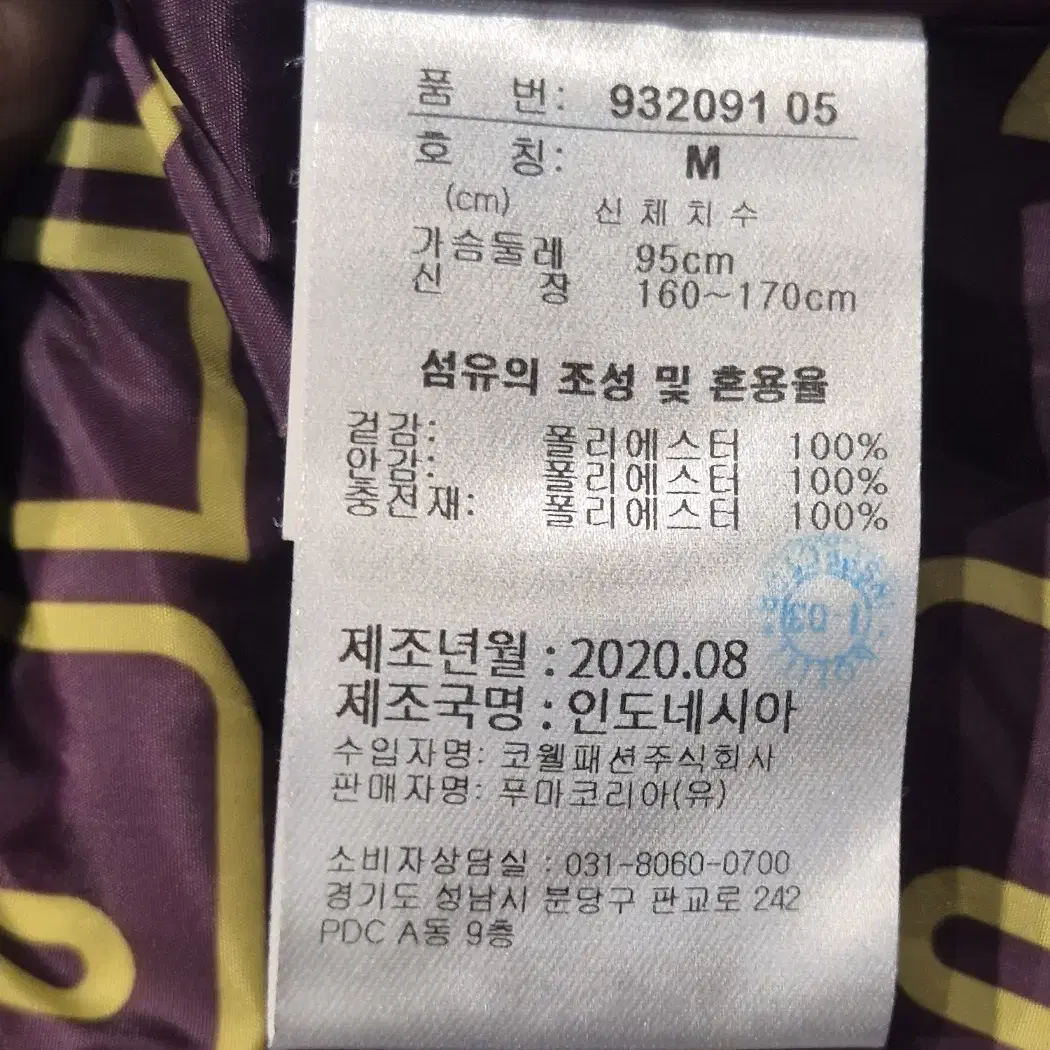 품 번: 932091 05
호 칭: M
(cm) 신체치수
가슴둘레 95cm
신 장 160~170cm
섬유의 조성 및 혼용율
겉감: 폴리에스터 100%
안감: 폴리에스터 100%
충전재: 폴리에스터 100%
제조년월 : 2020.08
제조국명 : 인도네시아
수입자명: 코웰패션주식회사
판매자명: 푸마코리아(유)
소비자상담실 : 031-8060-0700
경기도 성남시 분당구 판교로 242
PDC A동 9층